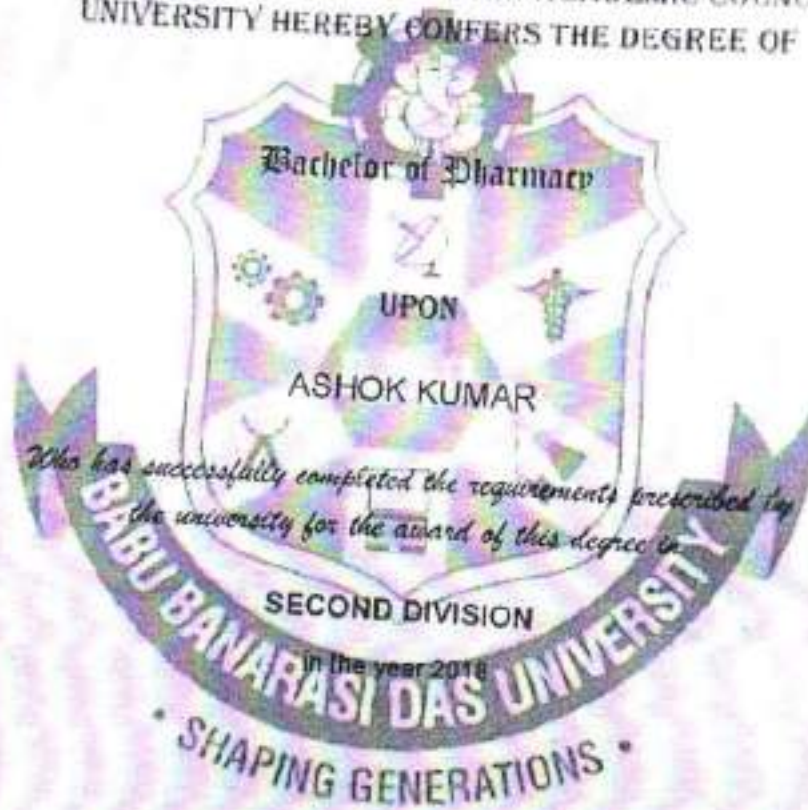 UNIVERSITY HEREBY CONFERS THE DEGREE OF
Bachelor of Pharmacy
UPON
ASHOK KUMAR
Who has successfully completed the requirements prescribed by
the university for the award of this degree in
SECOND DIVISION
in the year 2018
BABU BANARASI DAS UNIVERSITY
• SHAPING GENERATIONS •